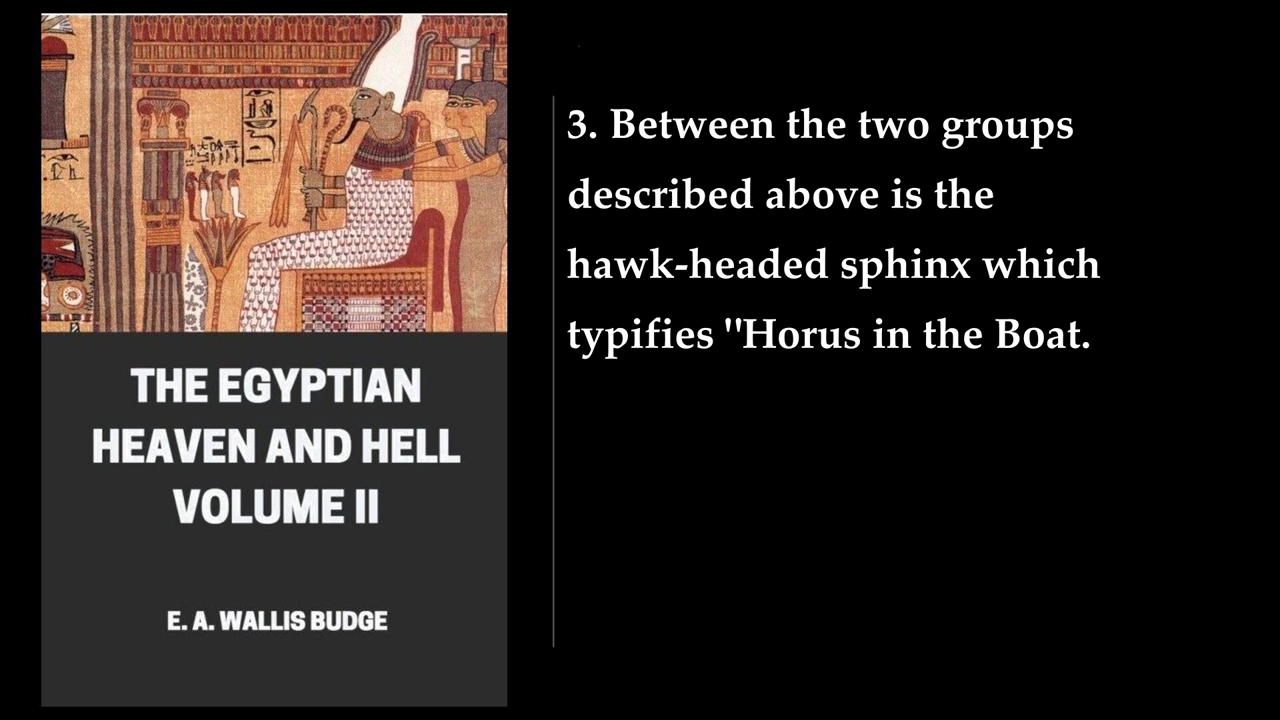 THE EGYPTIAN
HEAVEN AND HELL
VOLUME II
E. A. WALLIS BUDGE
3. Between the two groups
described above is the
hawk-headed sphinx which
typifies "Horus in the Boat.